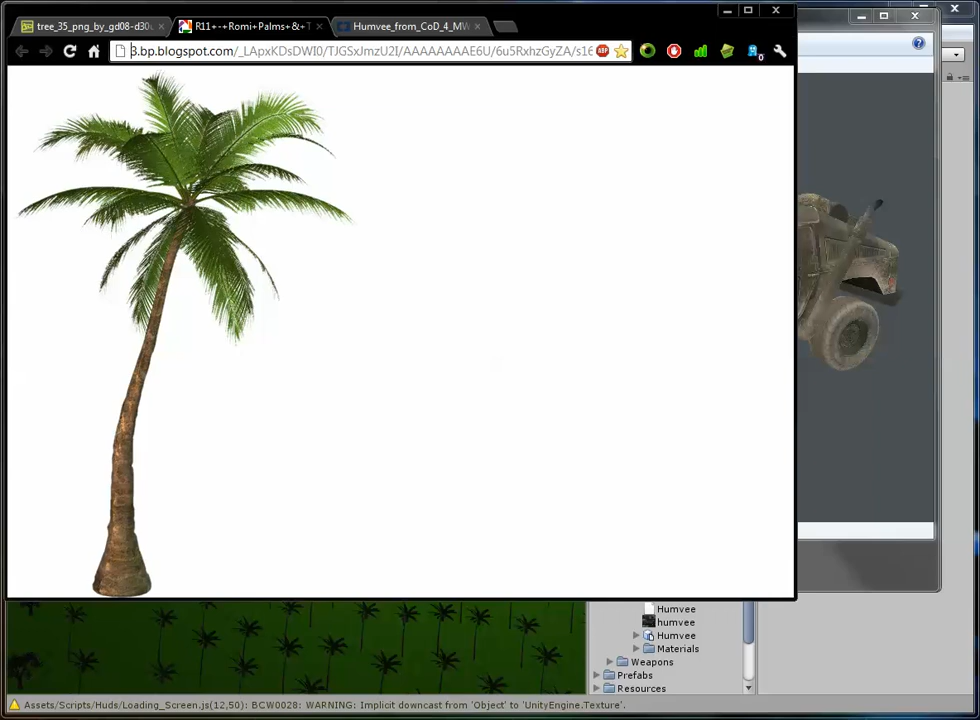 tree_35_png_by_gd08-d30
R11+-+Romi+Palms+&+T
Humvee_from_CoD_4_MW
3.bp.blogspot.com/_LApxKDsDWI0/TJGSxJmzU2I/AAAAAAAAE6U/6u5RxhzGyZA/s16
ABP
0
Humvee
humvee
Humvee
Materials
Weapons
Prefabs
Resources
Assets/Scripts/Huds/Loading_Screen.js(12,50): BCW0028: WARNING: Implicit downcast from 'Object' to 'UnityEngine.Texture'.